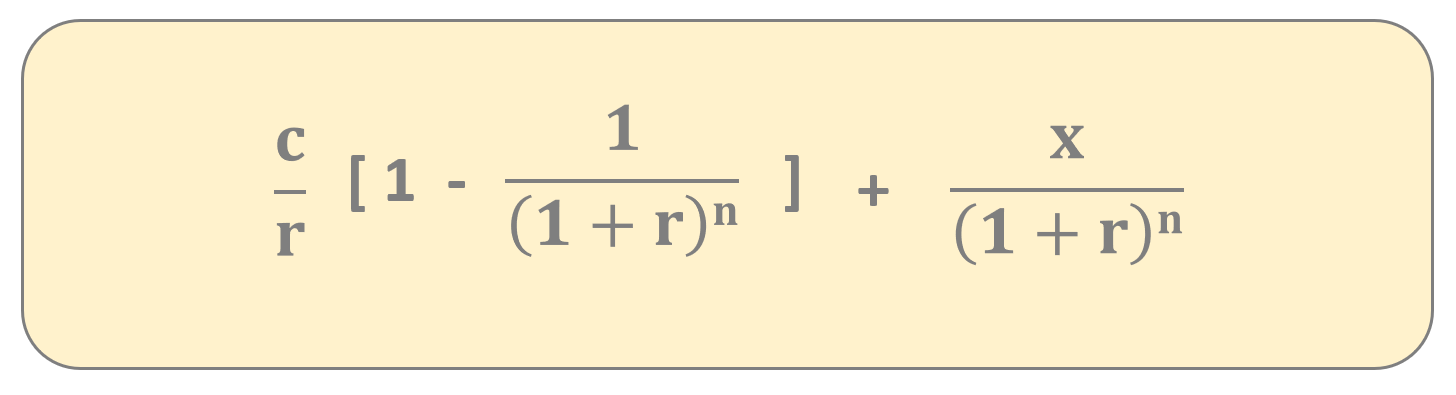 c/r [ 1 - 1/(1 + r)ⁿ ] + x/(1 + r)ⁿ